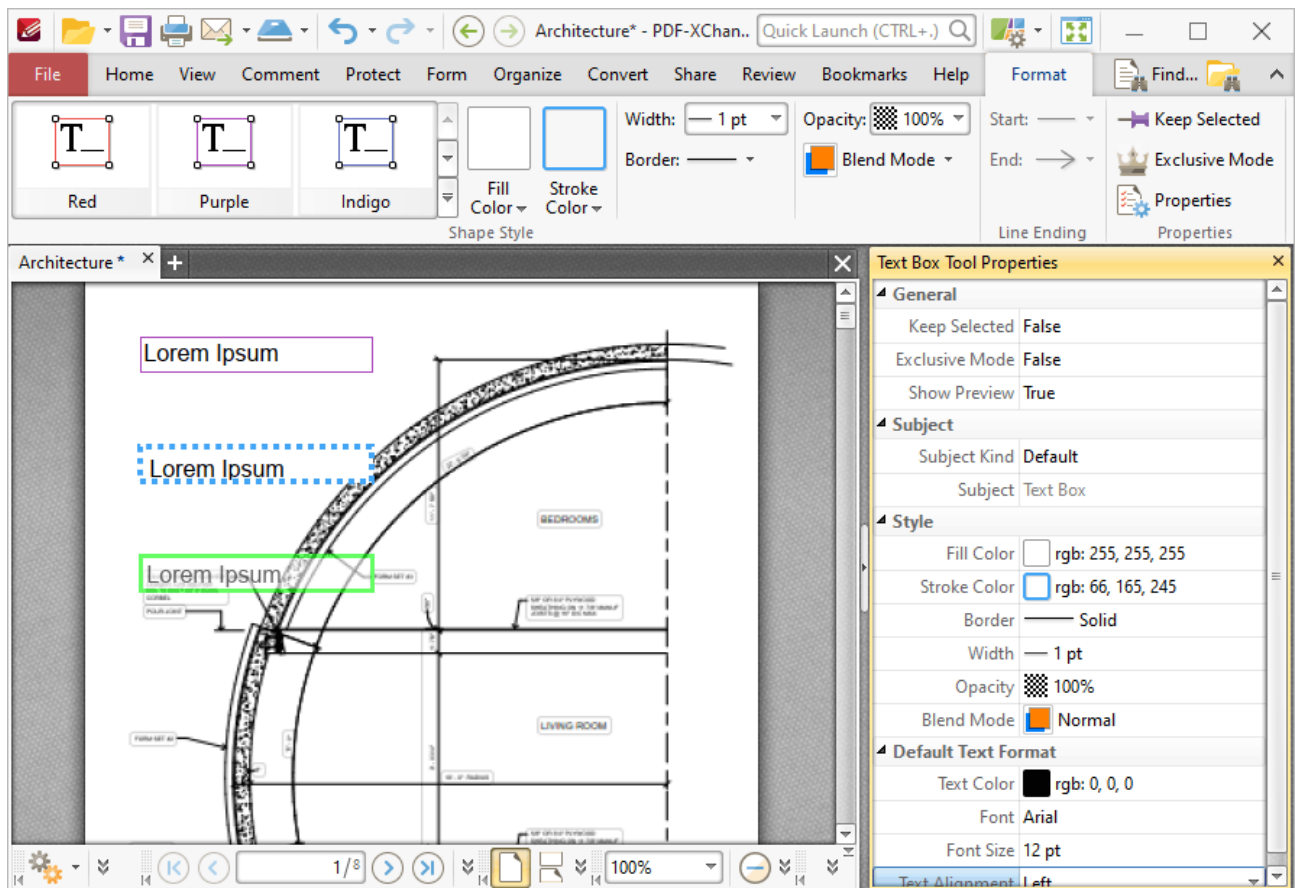 Architecture* - PDF-XChan.. Quick Launch (CTRL+.)
File Home View Comment Protect Form Organize Convert Share Review Bookmarks Help Format Find...
T_ T_ T_
Red Purple Indigo
Fill Color Stroke Color
Shape Style
Width: 1 pt
Border:
Opacity: 100%
Blend Mode
Start:
End:
Line Ending
Keep Selected
Exclusive Mode
Properties
Properties
Architecture *
Lorem Ipsum
Lorem Ipsum
Lorem Ipsum
BEDROOMS
LIVING ROOM
Text Box Tool Properties
General
Keep Selected False
Exclusive Mode False
Show Preview True
Subject
Subject Kind Default
Subject Text Box
Style
Fill Color rgb: 255, 255, 255
Stroke Color rgb: 66, 165, 245
Border Solid
Width 1 pt
Opacity 100%
Blend Mode Normal
Default Text Format
Text Color rgb: 0, 0, 0
Font Arial
Font Size 12 pt
Text Alignment Left
1/8 100%